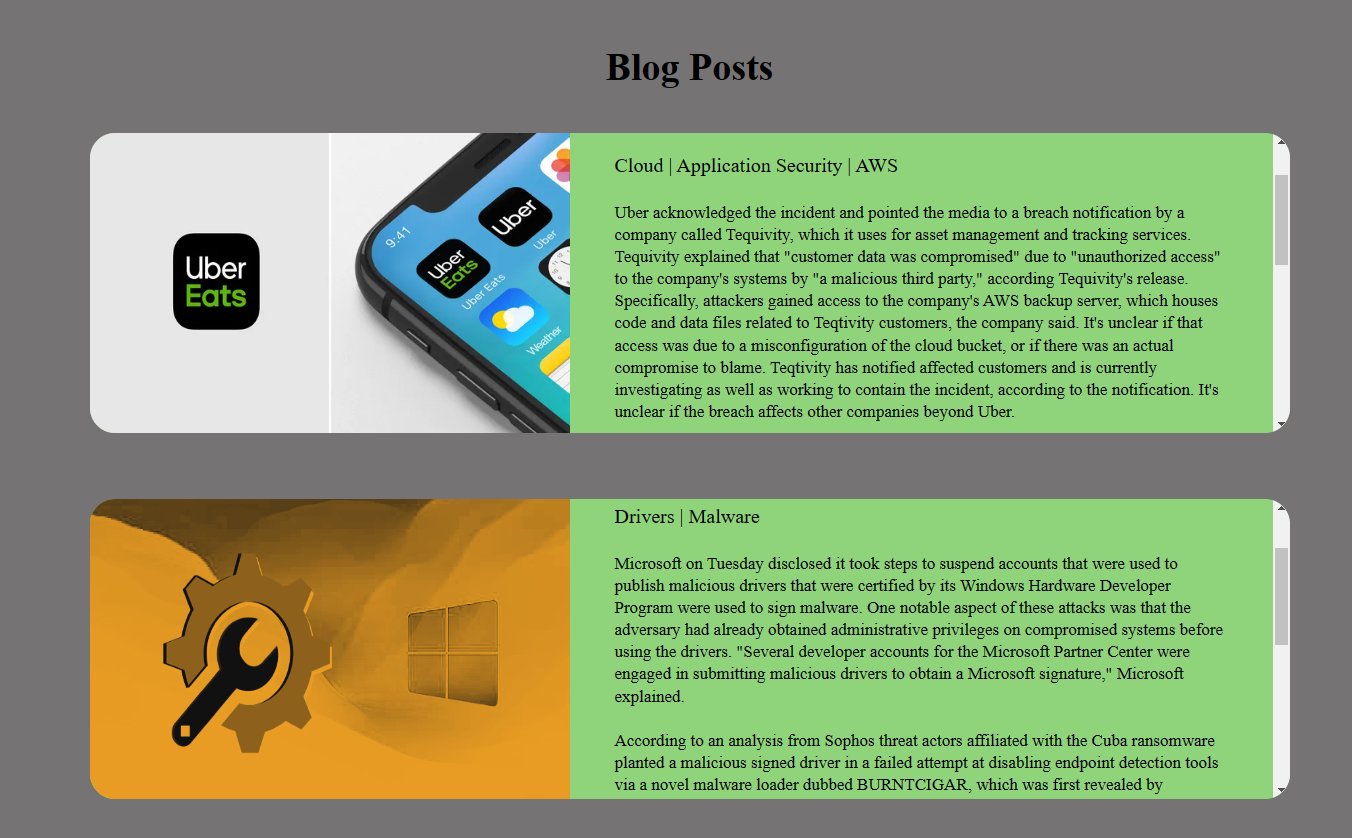 Blog Posts
Uber
Eats
9:41
Uber
Uber
Uber
Eats
Uber Eats
Weather
Cloud | Application Security | AWS
Uber acknowledged the incident and pointed the media to a breach notification by a
company called Tequivity, which it uses for asset management and tracking services.
Tequivity explained that "customer data was compromised" due to "unauthorized access"
to the company's systems by "a malicious third party," according Tequivity's release.
Specifically, attackers gained access to the company's AWS backup server, which houses
code and data files related to Teqtivity customers, the company said. It's unclear if that
access was due to a misconfiguration of the cloud bucket, or if there was an actual
compromise to blame. Teqtivity has notified affected customers and is currently
investigating as well as working to contain the incident, according to the notification. It's
unclear if the breach affects other companies beyond Uber.
Drivers | Malware
Microsoft on Tuesday disclosed it took steps to suspend accounts that were used to
publish malicious drivers that were certified by its Windows Hardware Developer
Program were used to sign malware. One notable aspect of these attacks was that the
adversary had already obtained administrative privileges on compromised systems before
using the drivers. "Several developer accounts for the Microsoft Partner Center were
engaged in submitting malicious drivers to obtain a Microsoft signature," Microsoft
explained.
According to an analysis from Sophos threat actors affiliated with the Cuba ransomware
planted a malicious signed driver in a failed attempt at disabling endpoint detection tools
via a novel malware loader dubbed BURNTCIGAR, which was first revealed by